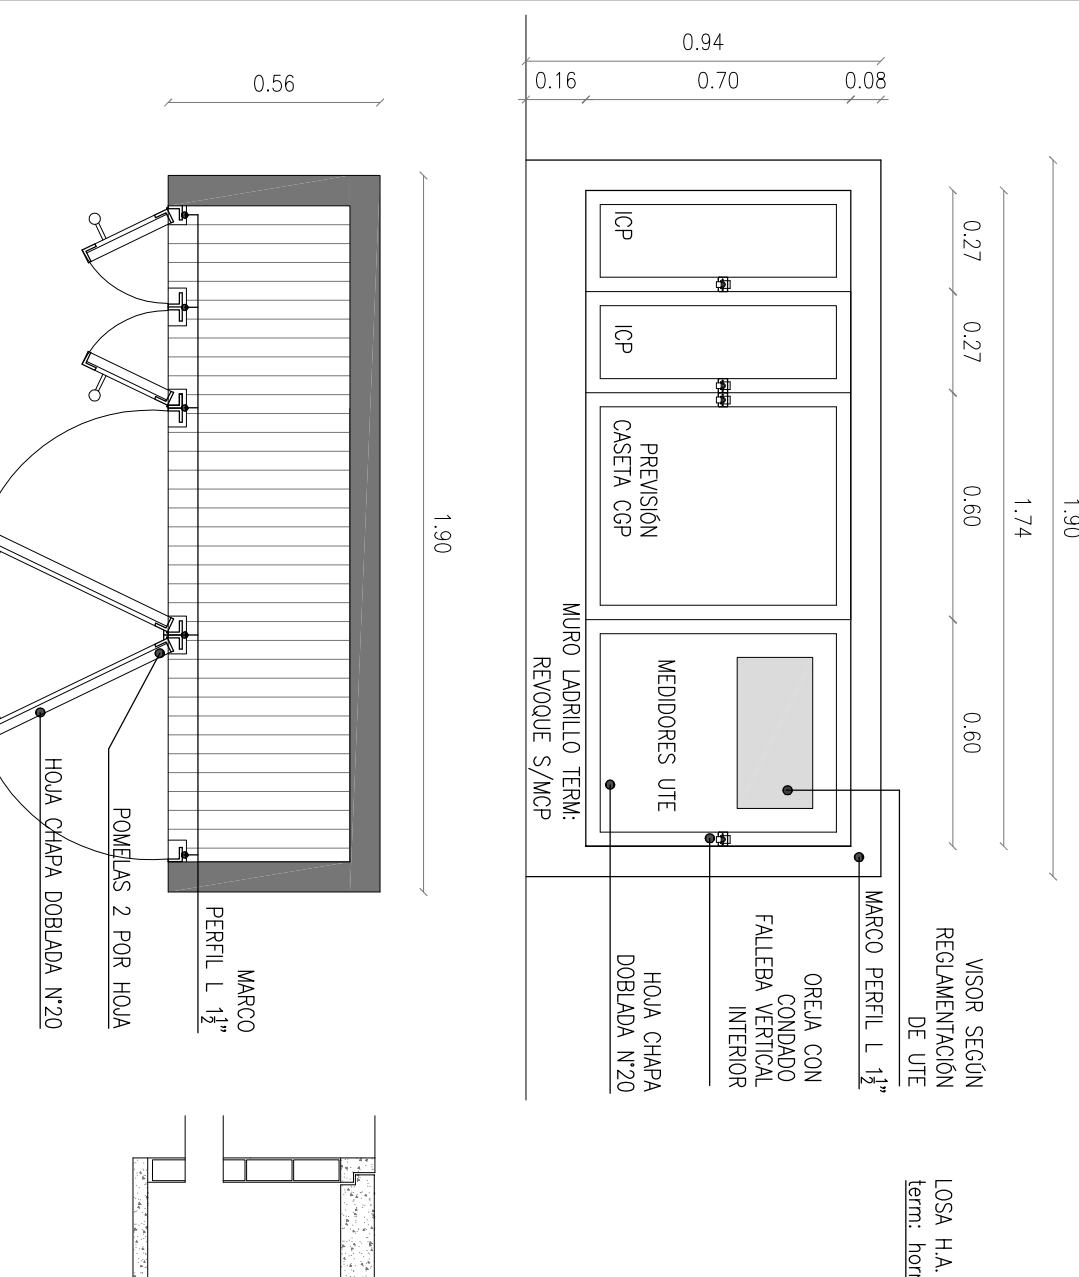 0.94
0.16
0.70
0.08
0.56
1.90
1.74
0.27
0.27
0.60
0.60
1.90
ICP
ICP
PREVISIÓN
CASETA CGP
MEDIDORES UTE
MURO LADRILLO TERM:
REVOQUE S/MCP
VISOR SEGÚN
REGLAMENTACIÓN
DE UTE
MARCO PERFIL L 1½"
OREJA CON
CONDADO
FALLEBA VERTICAL
INTERIOR
HOJA CHAPA
DOBLADA N°20
MARCO
PERFIL L 1½"
POMELAS 2 POR HOJA
HOJA CHAPA DOBLADA N°20
LOSA H.A.
term: